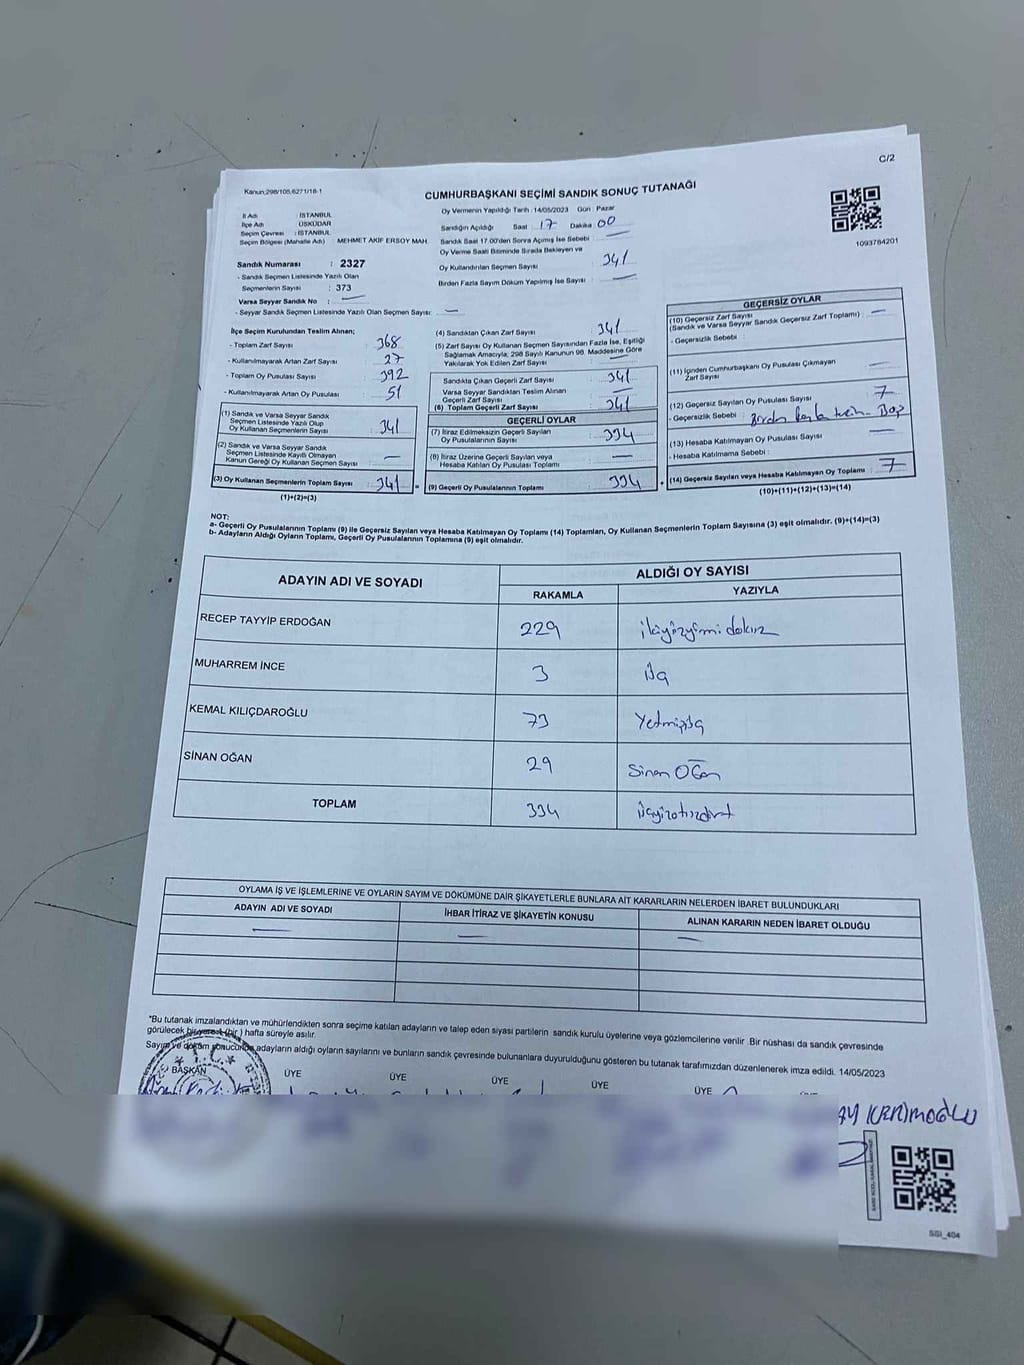 C/2
Kanun;298/105,6271/18-1
CUMHURBAŞKANI SEÇİMİ SANDIK SONUÇ TUTANAĞI
1093784201
İl Adı : İSTANBUL
İlçe Adı : ÜSKÜDAR
Seçim Çevresi : İSTANBUL
Seçim Bölgesi (Mahalle Adı) MEHMET AKİF ERSOY MAH.
Sandık Numarası : 2327
- Sandık Seçmen Listesinde Yazılı Olan
Seçmenlerin Sayısı : 373
Varsa Seyyar Sandık No : —
- Seyyar Sandık Seçmen Listesinde Yazılı Olan Seçmen Sayısı: —
Oy Vermenin Yapıldığı Tarih :14/05/2023 Gün : Pazar
Sandığın Açıldığı Saat 17 Dakika 00
Sandık Saat 17.00'den Sonra Açımış İse Sebebi : —
Oy Verme Saati Bitiminde Sırada Bekleyen ve
Oy Kullandırılan Seçmen Sayısı 341
Birden Fazla Sayım Döküm Yapılmış İse Sayısı : —
İlçe Seçim Kurulundan Teslim Alınan;
- Toplam Zarf Sayısı 368
- Kullanılmayarak Artan Zarf Sayısı 27
- Toplam Oy Pusulası Sayısı 392
- Kullanılmayarak Artan Oy Pusulası 51
(1) Sandık ve Varsa Seyyar Sandık
Seçmen Listesinde Yazılı Olup
Oy Kullanan Seçmenlerin Sayısı 341
(2) Sandık ve Varsa Seyyar Sandık
Seçmen Listesinde Kayıtlı Olmayan
Kanun Gereği Oy Kullanan Seçmen Sayısı —
(3) Oy Kullanan Seçmenlerin Toplam Sayısı 341 =
(1)+(2)=(3)
(4) Sandıktan Çıkan Zarf Sayısı 341
(5) Zarf Sayısı Oy Kullanan Seçmen Sayısından Fazla İse, Eşitliği
Sağlamak Amacıyla, 298 Sayılı Kanunun 98. Maddesine Göre
Yakılarak Yok Edilen Zarf Sayısı —
Sandıkta Çıkan Geçerli Zarf Sayısı 341
Varsa Seyyar Sandıktan Teslim Alınan
Geçerli Zarf Sayısı —
(6) Toplam Geçerli Zarf Sayısı 341
GEÇERLİ OYLAR
(7) İtiraz Edilmeksizin Geçerli Sayılan
Oy Pusulalarının Sayısı 334
(8) İtiraz Üzerine Geçerli Sayılan veya
Hesaba Katılan Oy Pusulası Toplamı —
(9) Geçerli Oy Pusulalarının Toplamı 334 +
GEÇERSİZ OYLAR
(10) Geçersiz Zarf Sayısı
(Sandık ve Varsa Seyyar Sandık Geçersiz Zarf Toplamı) : —
- Geçersizlik Sebebi :
(11) İçinden Cumhurbaşkanı Oy Pusulası Çıkmayan
Zarf Sayısı —
(12) Geçersiz Sayılan Oy Pusulası Sayısı 7
- Geçersizlik Sebebi : Birden fazla Boş
(13) Hesaba Katılmayan Oy Pusulası Sayısı —
- Hesaba Katılmama Sebebi :
(14) Geçersiz Sayılan veya Hesaba Katılmayan Oy Toplamı : 7
(10)+(11)+(12)+(13)=(14)
NOT:
a- Geçerli Oy Pusulalarının Toplamı (9) ile Geçersiz Sayılan veya Hesaba Katılmayan Oy Toplamı (14) Toplamları, Oy Kullanan Seçmenlerin Toplam Sayısına (3) eşit olmalıdır. (9)+(14)=(3)
b- Adayların Aldığı Oyların Toplamı, Geçerli Oy Pusulalarının Toplamına (9) eşit olmalıdır.
ADAYIN ADI VE SOYADI ALDIĞI OY SAYISI
RAKAMLA YAZIYLA
RECEP TAYYİP ERDOĞAN 229 ikiyüzyirmi dokuz
MUHARREM İNCE 3 üç
KEMAL KILIÇDAROĞLU 73 Yetmişüç
SİNAN OĞAN 29 Sinan OĞan
TOPLAM 334 üçyüzotuzdört
OYLAMA İŞ VE İŞLEMLERİNE VE OYLARIN SAYIM VE DÖKÜMÜNE DAİR ŞİKAYETLERLE BUNLARA AİT KARARLARIN NELERDEN İBARET BULUNDUKLARI
ADAYIN ADI VE SOYADI İHBAR İTİRAZ VE ŞİKAYETİN KONUSU ALINAN KARARIN NEDEN İBARET OLDUĞU
— — —
*Bu tutanak imzalandıktan ve mühürlendikten sonra seçime katılan adayların ve talep eden siyasi partilerin sandık kurulu üyelerine veya gözlemcilerine verilir .Bir nüshası da sandık çevresinde
görülecek bir yere 1 (bir ) hafta süreyle asılır.
Sayım ve döküm sonucunda adayların aldığı oyların sayılarını ve bunların sandık çevresinde bulunanlara duyurulduğunu gösteren bu tutanak tarafımızdan düzenlenerek imza edildi. 14/05/2023
T.C.
BAŞKAN ÜYE ÜYE ÜYE ÜYE ÜYE
KERİMOĞLU
SGI_404